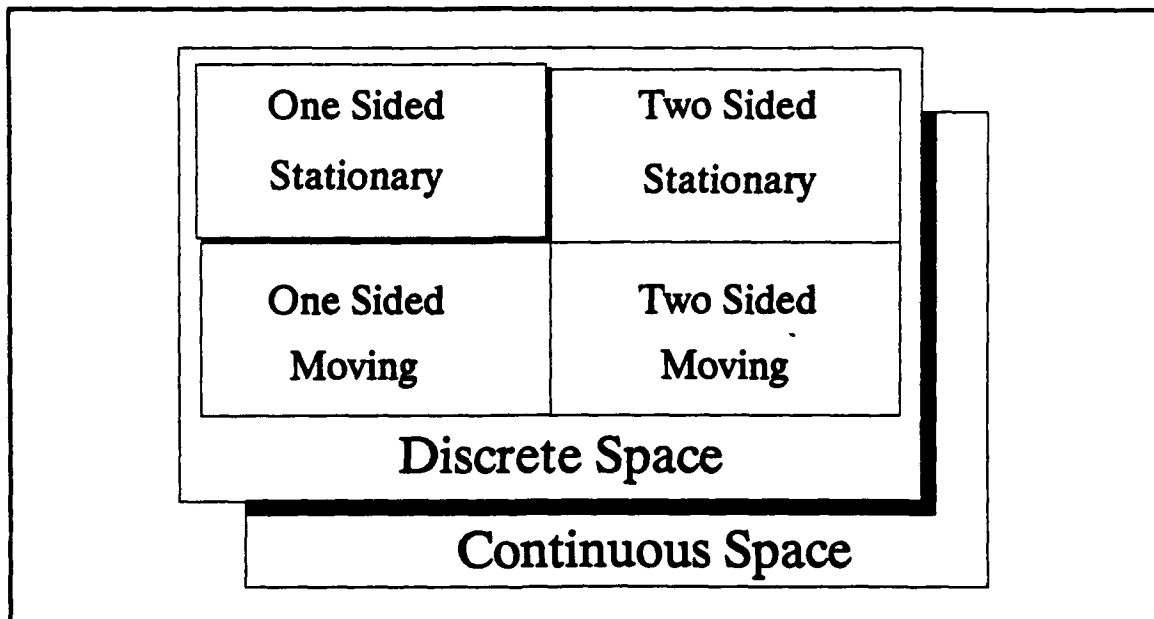 One Sided
Stationary
Two Sided
Stationary
One Sided
Moving
Two Sided
Moving
Discrete Space
Continuous Space